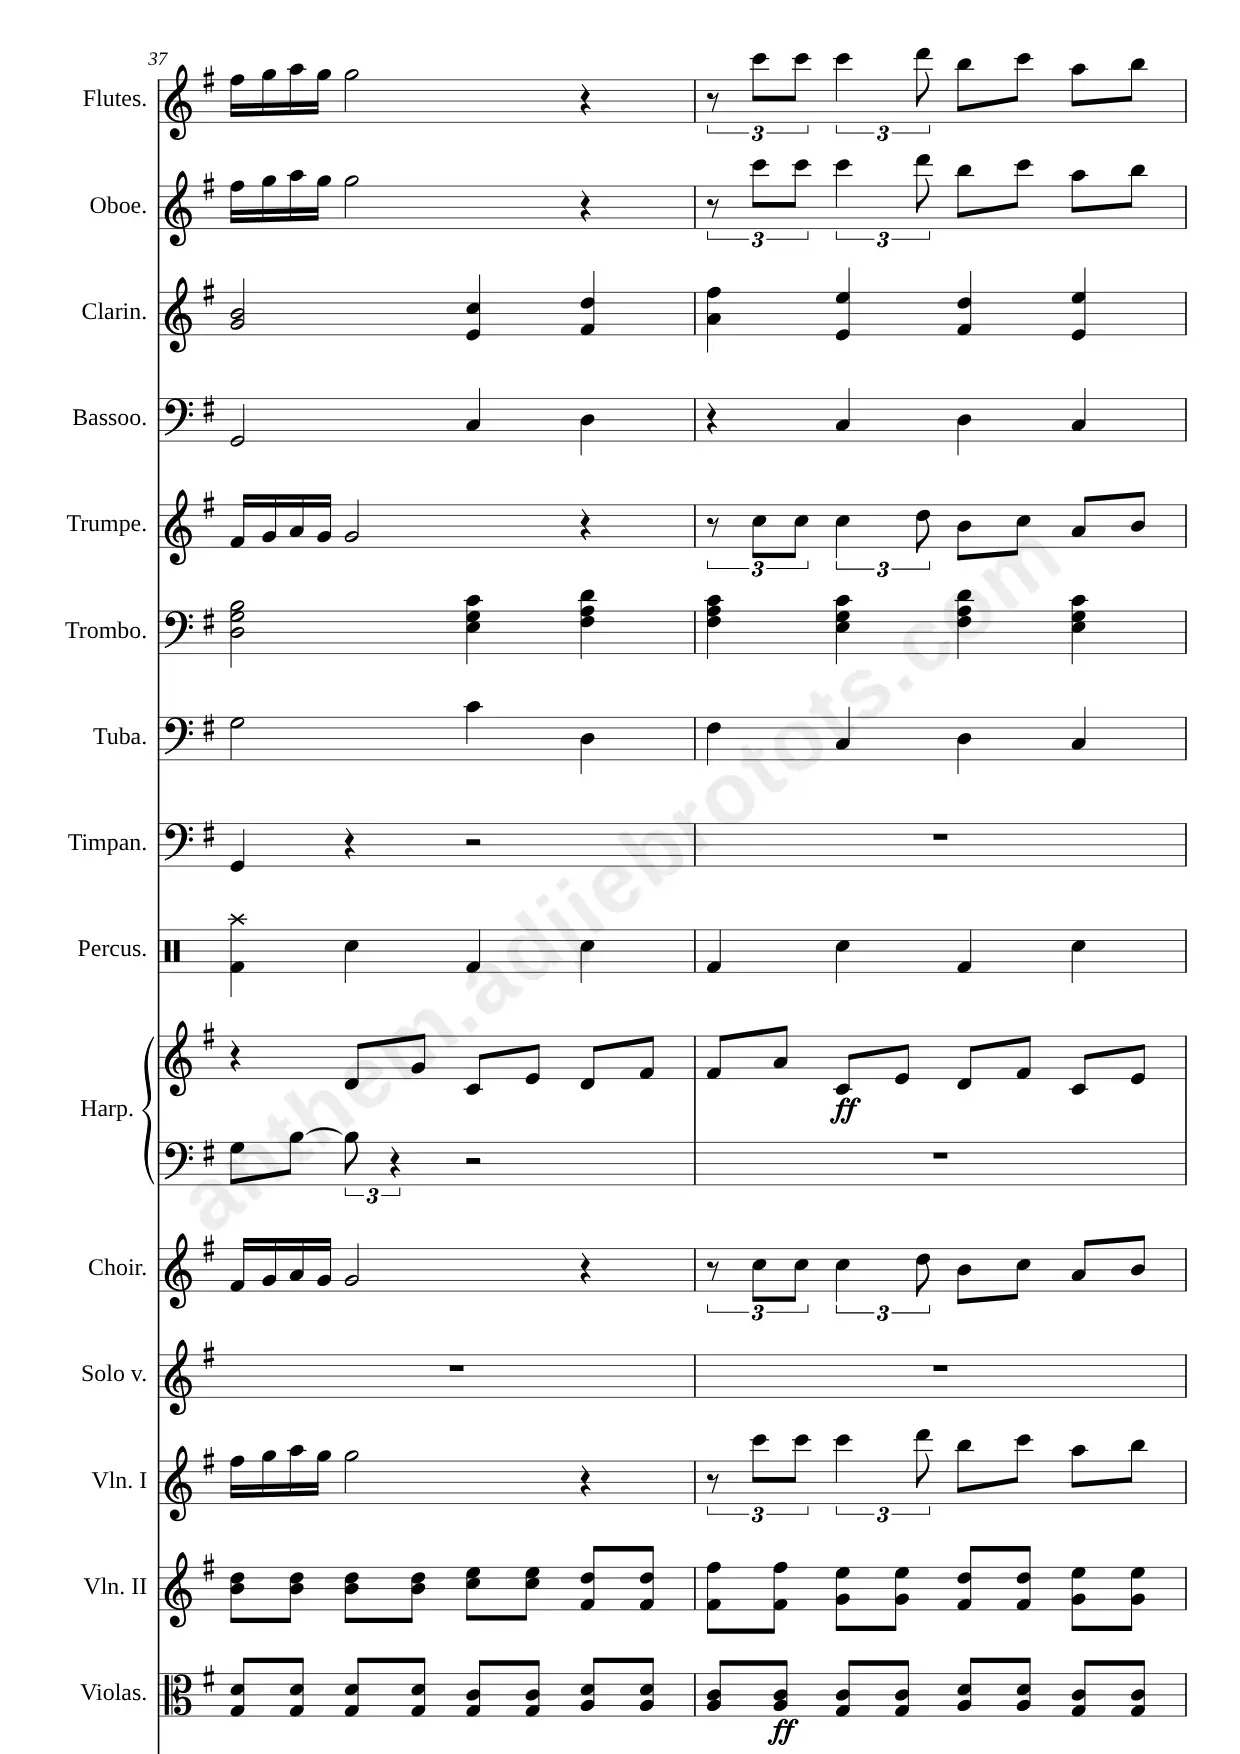 37
Flutes.
3 3
Oboe.
3 3
Clarin.
Bassoo.
Trumpe.
3 3
Trombo.
Tuba.
Timpan.
Percus.
Harp.
ff
3
Choir.
3 3
Solo v.
Vln. I
3 3
Vln. II
Violas.
ff
anthem.adjiebrotots.com